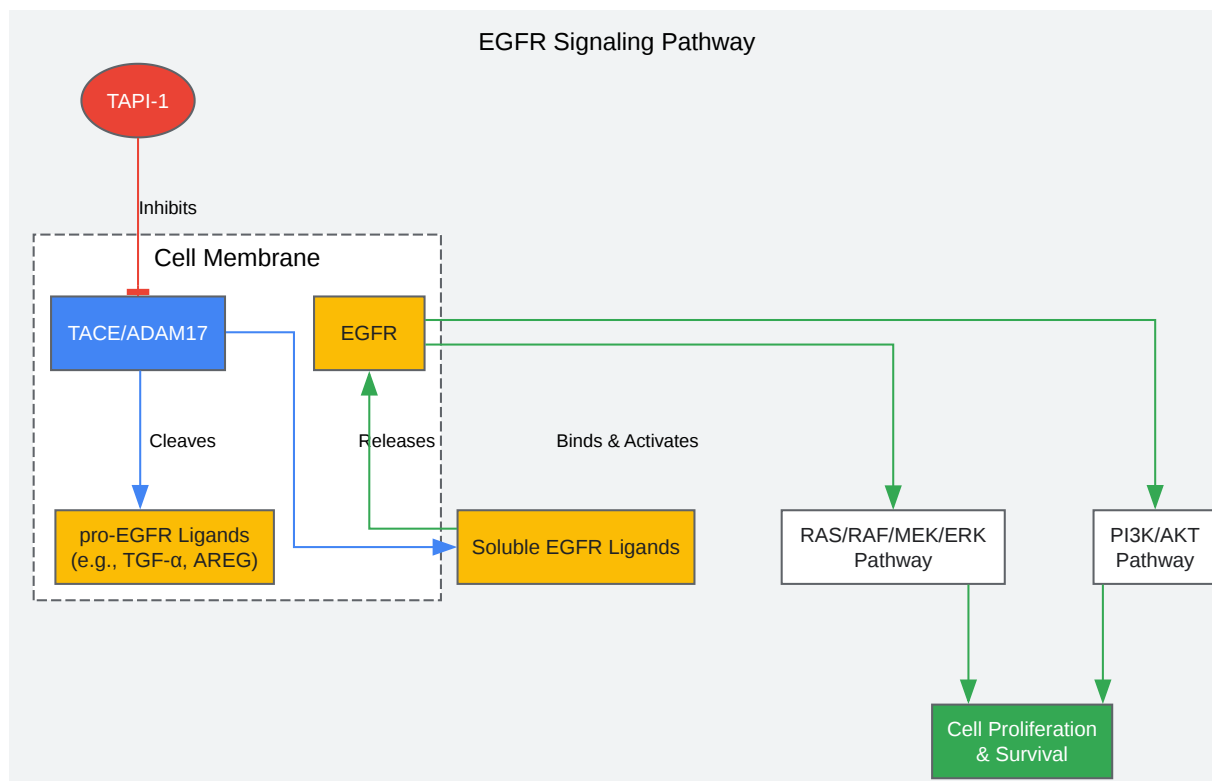 EGFR Signaling Pathway
TAPI-1
Inhibits
Cell Membrane
TACE/ADAM17
EGFR
Cleaves
Releases
Binds & Activates
pro-EGFR Ligands
(e.g., TGF-α, AREG)
Soluble EGFR Ligands
RAS/RAF/MEK/ERK
Pathway
PI3K/AKT
Pathway
Cell Proliferation
& Survival